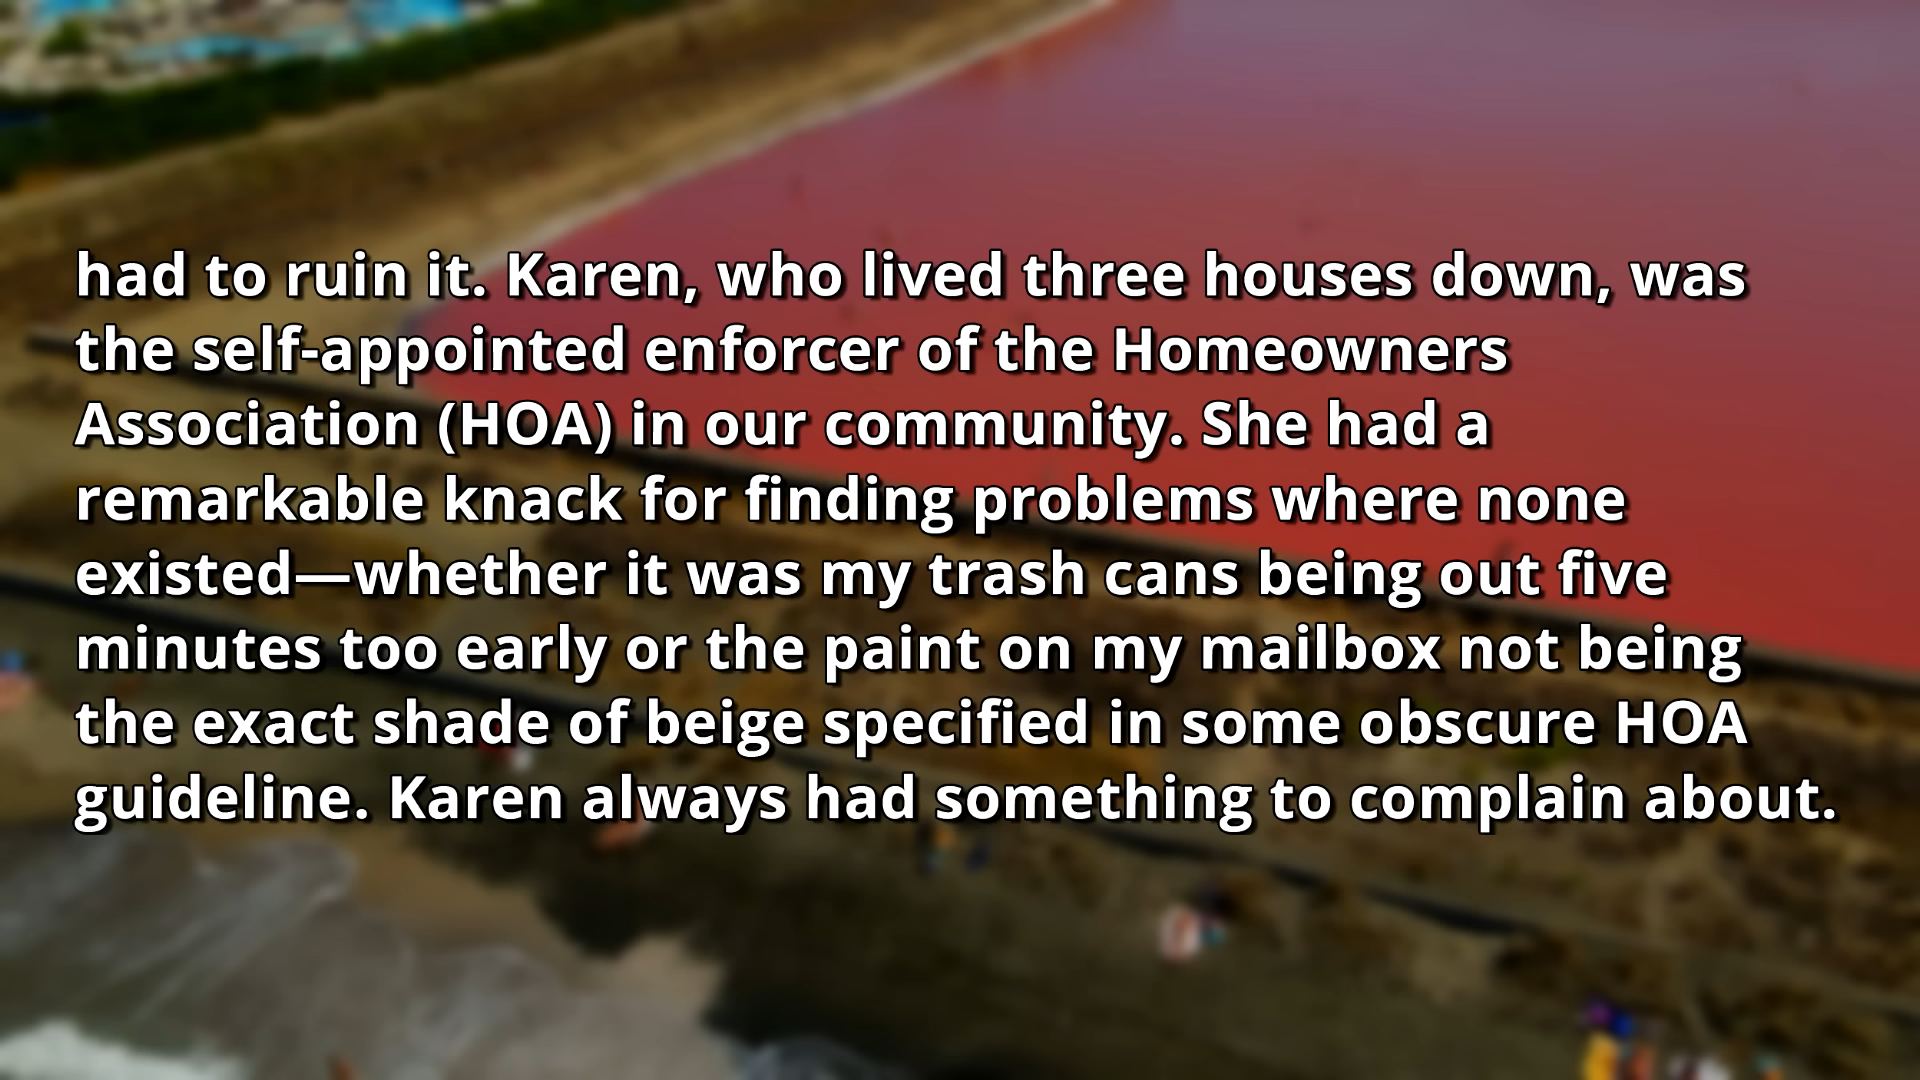 had to ruin it. Karen, who lived three houses down, was
the self-appointed enforcer of the Homeowners
Association (HOA) in our community. She had a
remarkable knack for finding problems where none
existed—whether it was my trash cans being out five
minutes too early or the paint on my mailbox not being
the exact shade of beige specified in some obscure HOA
guideline. Karen always had something to complain about.